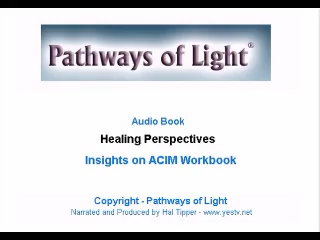 Pathways of Light®
Audio Book
Healing Perspectives
Insights on ACIM Workbook
Copyright - Pathways of Light
Narrated and Produced by Hal Tipper - www.yestv.net